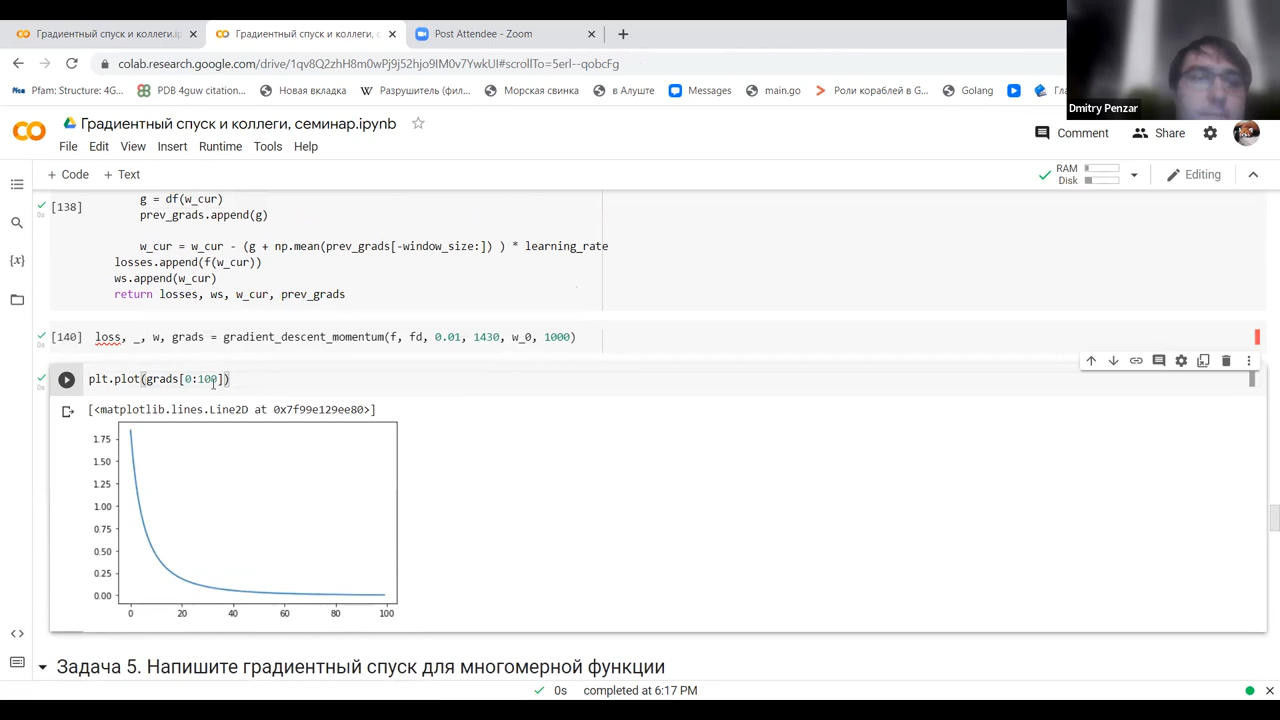 Градиентный спуск и коллеги.ip
Градиентный спуск и коллеги, с
Post Attendee - Zoom
colab.research.google.com/drive/1qv8Q2zhH8m0wPj9j52hjo9IM0v7YwkUI#scrollTo=5erl--qobcFg
Pfam: Structure: 4G...
PDB 4guw citation...
Новая вкладка
Разрушитель (фил...
Морская свинка
в Алуште
Messages
main.go
Роли кораблей в G...
Golang
Dmitry Penzar
Градиентный спуск и коллеги, семинар.ipynb
Comment
Share
File Edit View Insert Runtime Tools Help
+ Code + Text
RAM
Disk
Editing
[138]
g = df(w_cur)
prev_grads.append(g)
w_cur = w_cur - (g + np.mean(prev_grads[-window_size:]) ) * learning_rate
losses.append(f(w_cur))
ws.append(w_cur)
return losses, ws, w_cur, prev_grads
[140] loss, _, w, grads = gradient_descent_momentum(f, fd, 0.01, 1430, w_0, 1000)
plt.plot(grads[0:100])
[<matplotlib.lines.Line2D at 0x7f99e129ee80>]
1.75
1.50
1.25
1.00
0.75
0.50
0.25
0.00
0 20 40 60 80 100
Задача 5. Напишите градиентный спуск для многомерной функции
0s completed at 6:17 PM